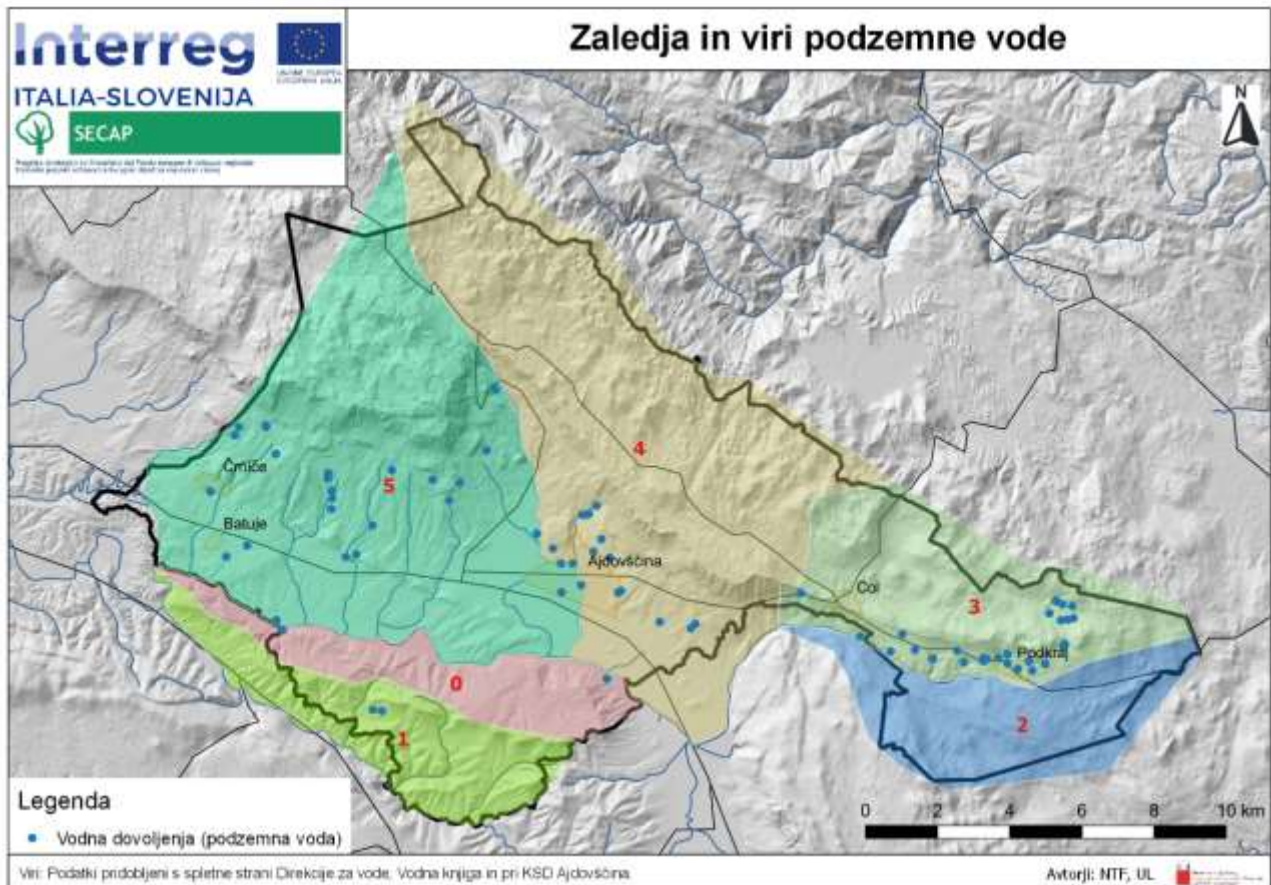 Interreg
ITALIA-SLOVENIJA
SECAP
Zaledja in viri podzemne vode
N
4
Črniče
5
Batuje
Ajdovščina
Col
3
Podkraj
0
2
1
Legenda
Vodna dovoljenja (podzemna voda)
0 2 4 6 8 10 km
Viri: Podatki pridobljeni s spletne strani Direkcije za vode, Vodna knjiga in pri KSD Ajdovščina
Avtorji: NTF, UL